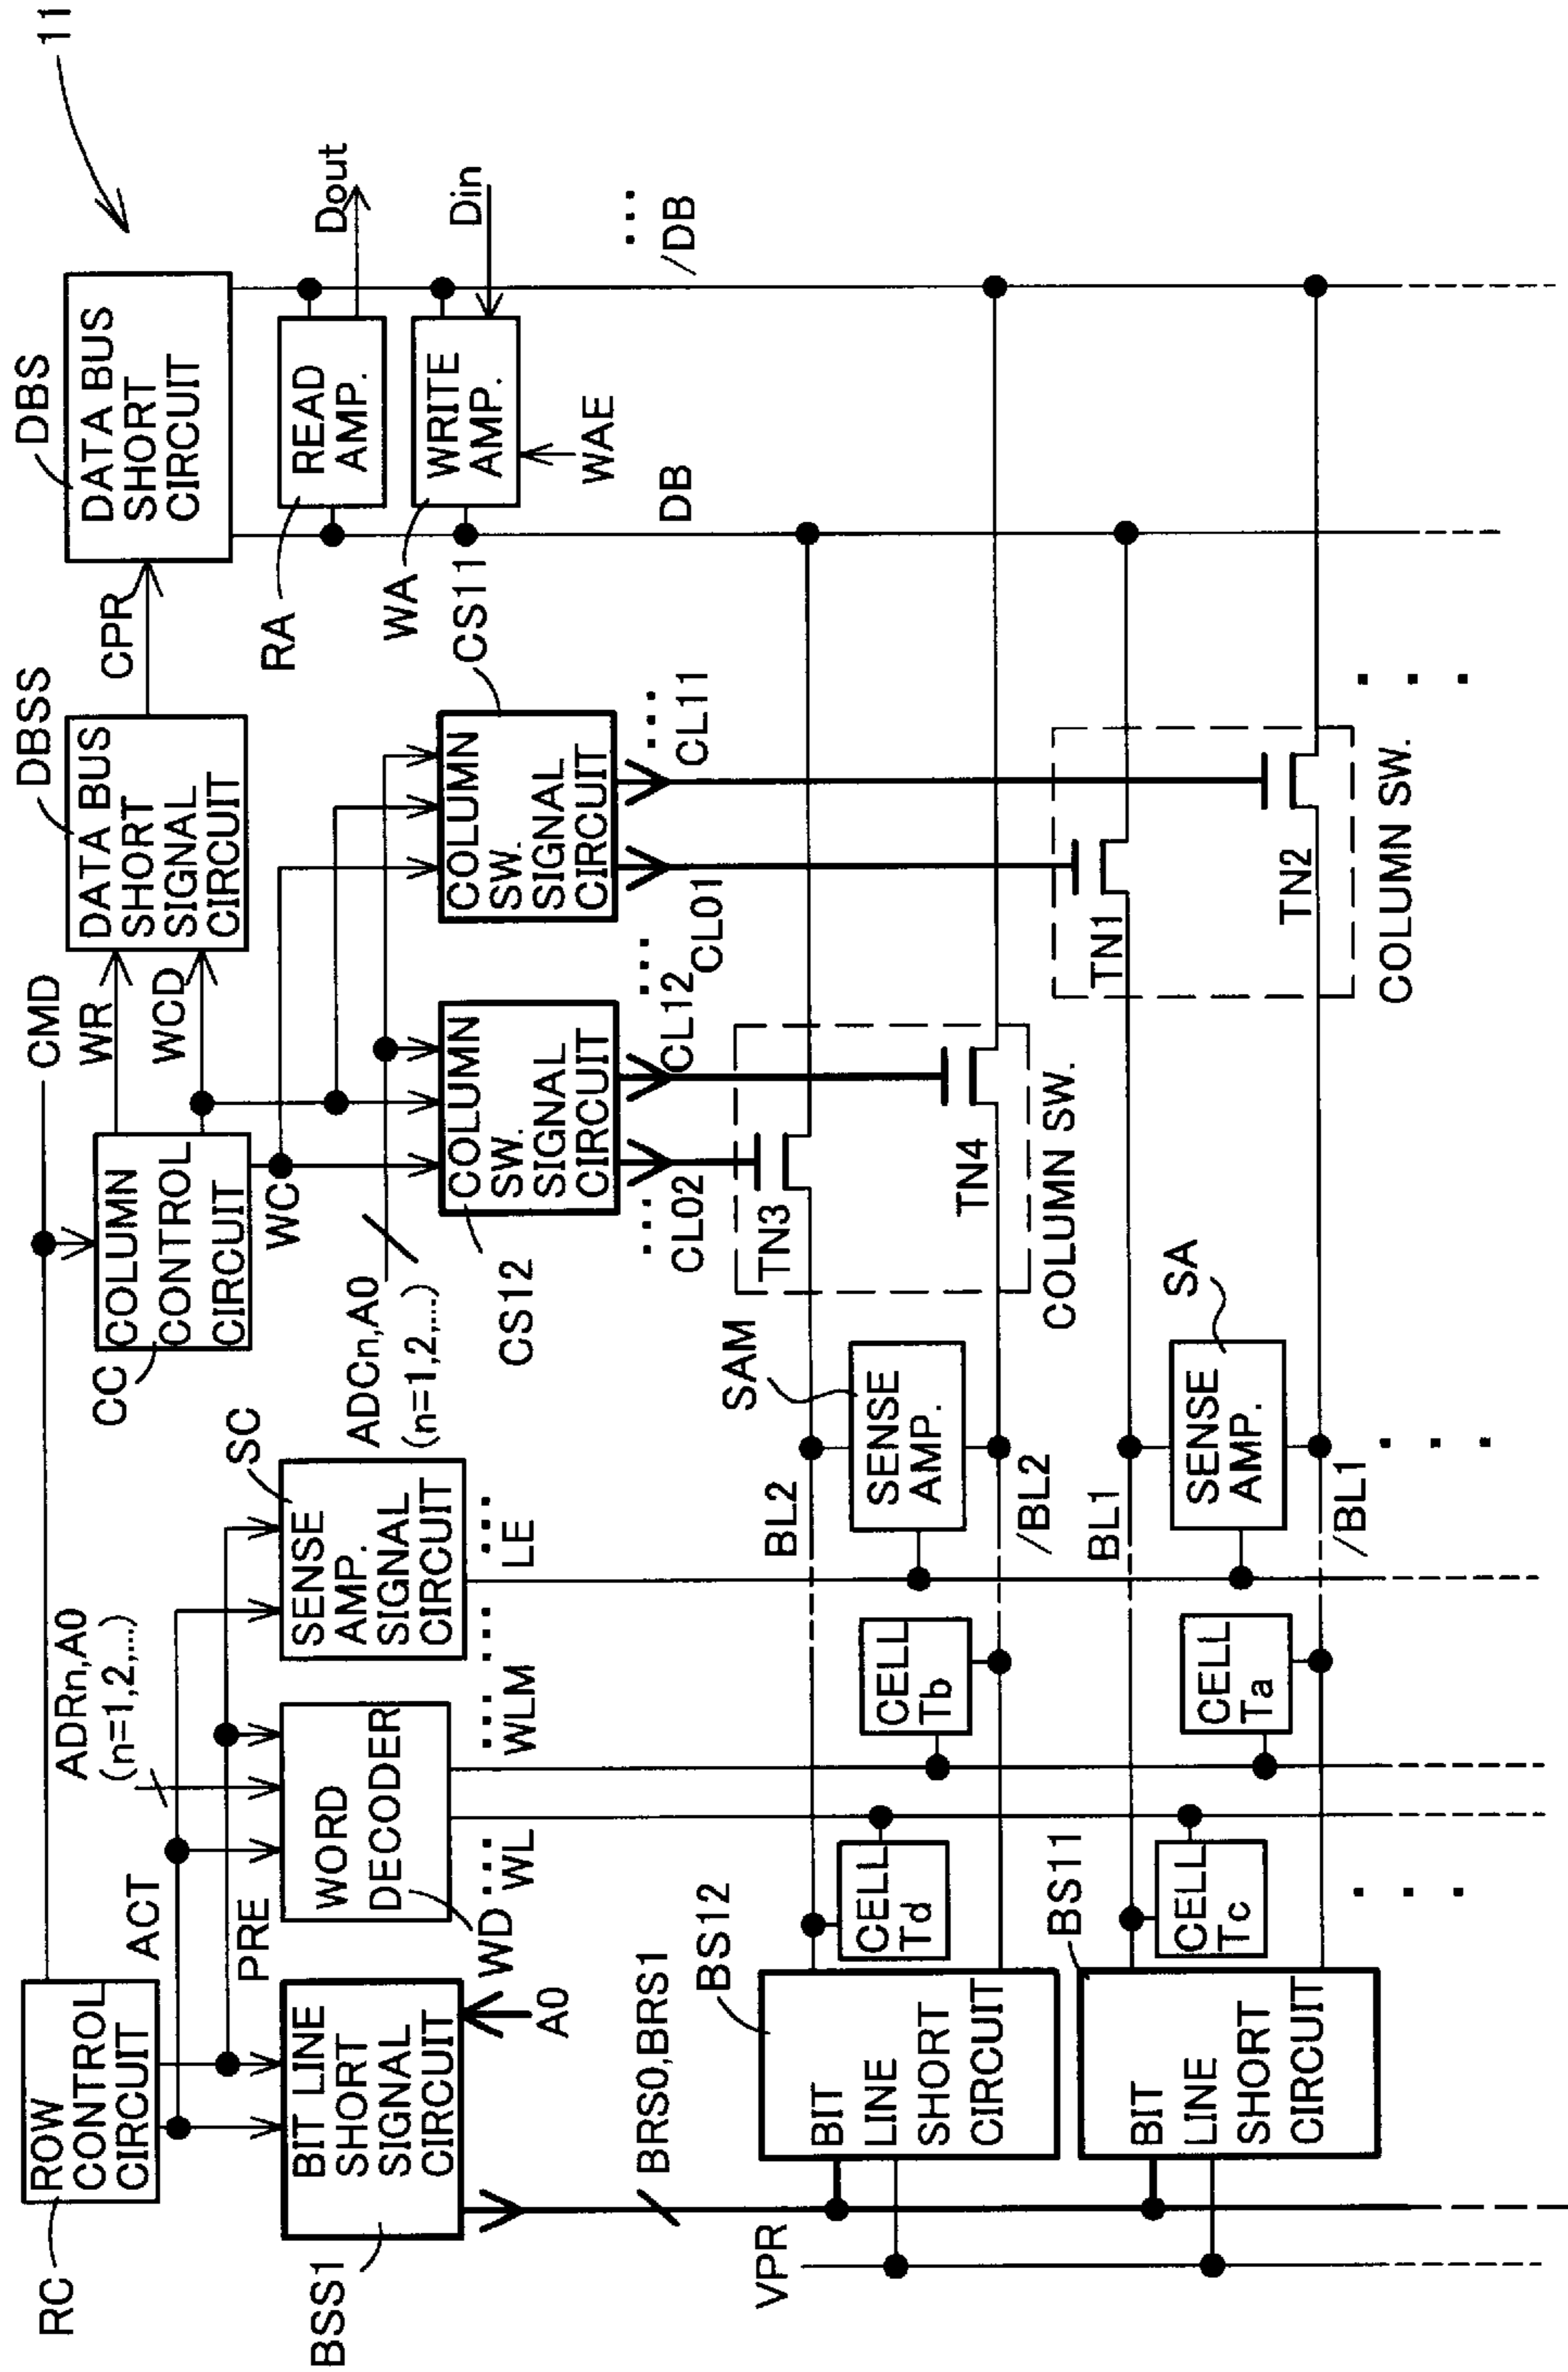 11
RC
ROW
CONTROL
CIRCUIT
CMD
CC
COLUMN
CONTROL
CIRCUIT
WR
WCD
WC
DBSS
DATA BUS
SHORT
SIGNAL
CIRCUIT
CPR
DBS
DATA BUS
SHORT
CIRCUIT
ACT
PRE
ADRn,A0
(n=1,2,...)
BSS1
BIT LINE
SHORT
SIGNAL
CIRCUIT
A0
WD
WORD
DECODER
SC
SENSE
AMP.
SIGNAL
CIRCUIT
ADCn,A0
(n=1,2,...)
CS12
COLUMN
SW.
SIGNAL
CIRCUIT
CS11
COLUMN
SW.
SIGNAL
CIRCUIT
RA
READ
AMP.
Dout
WA
WRITE
AMP.
Din
WAE
BRS0,BRS1
WL
WLM
LE
CL02
CL12
CL01
CL11
DB
/DB
VPR
BS12
BIT
LINE
SHORT
CIRCUIT
CELL
Td
CELL
Tb
BL2
SAM
SENSE
AMP.
/BL2
TN3
TN4
COLUMN SW.
BS11
BIT
LINE
SHORT
CIRCUIT
CELL
Tc
CELL
Ta
BL1
SA
SENSE
AMP.
/BL1
TN1
TN2
COLUMN SW.